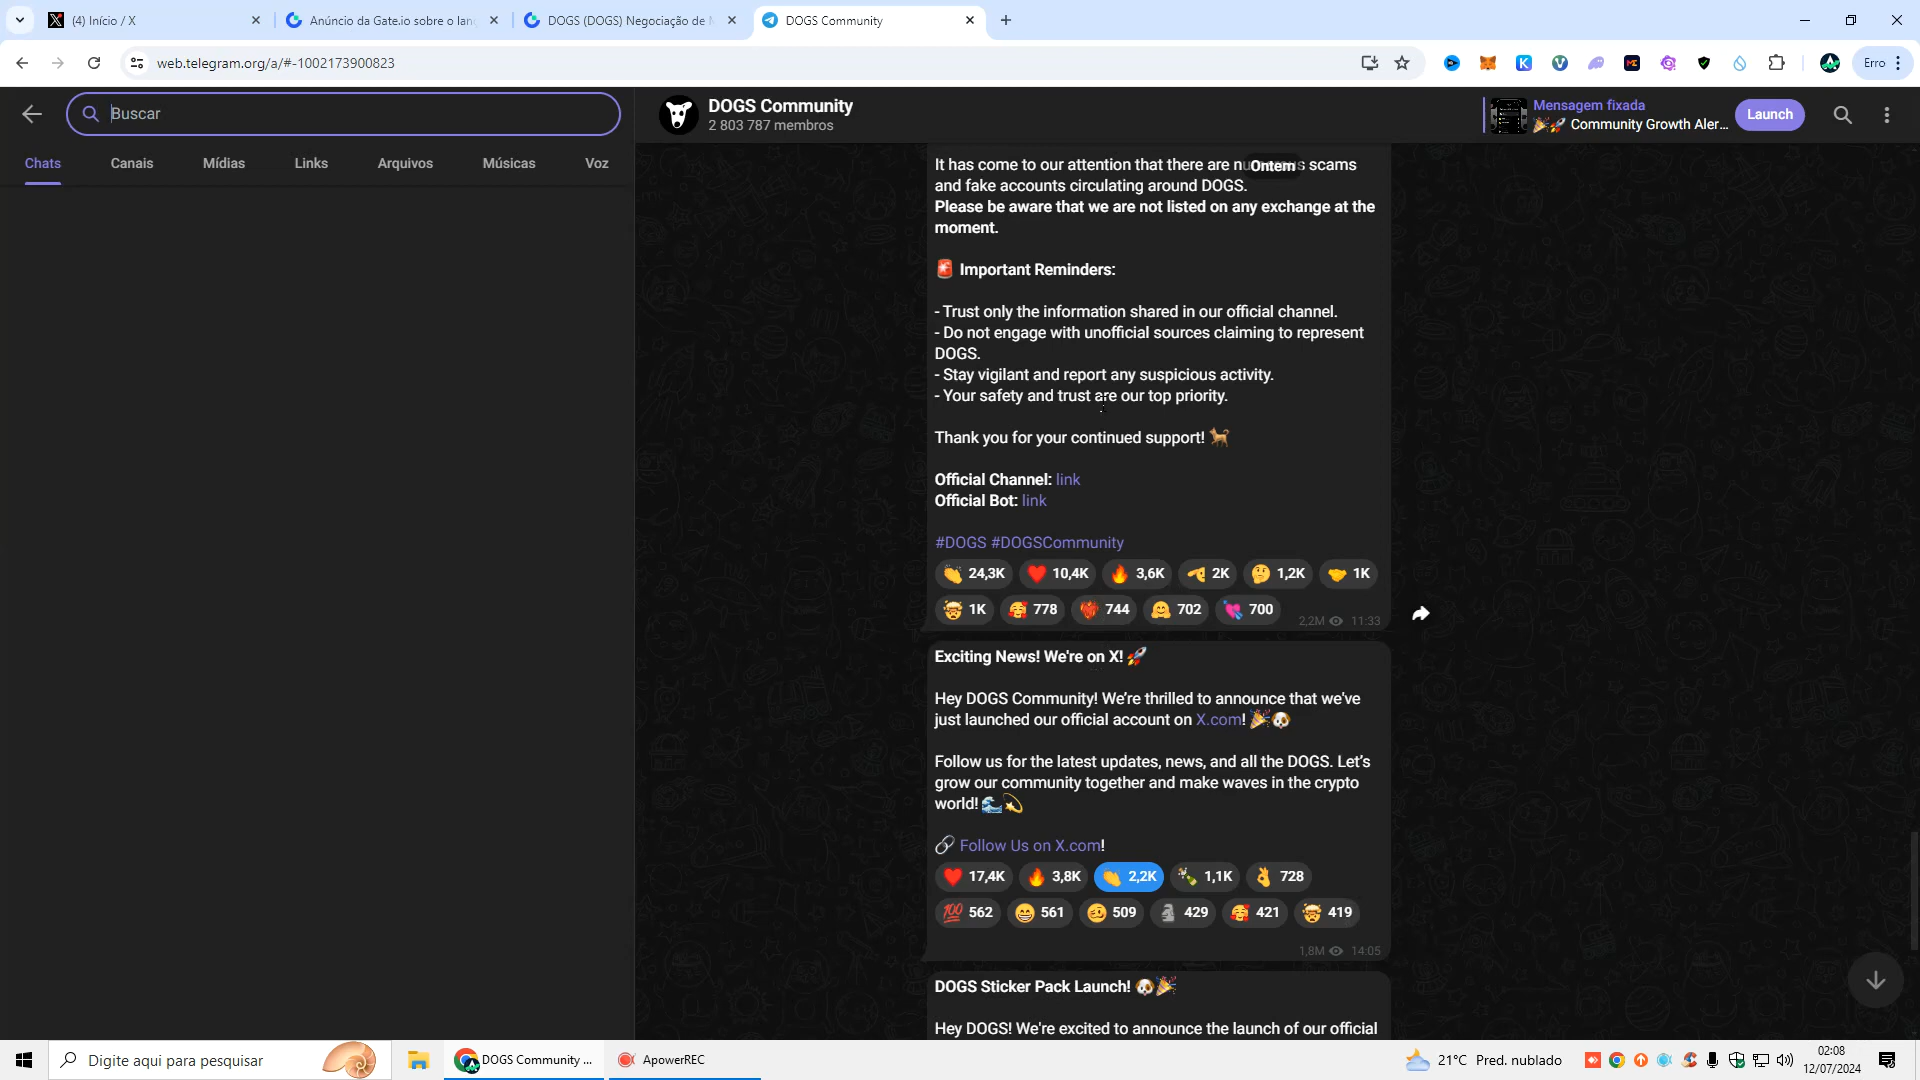 (4) Início / X
Anúncio da Gate.io sobre o lan
DOGS (DOGS) Negociação de
DOGS Community
web.telegram.org/a/#-1002173900823
Erro
Buscar
DOGS Community
2 803 787 membros
Mensagem fixada
Community Growth Aler...
Launch
Chats
Canais
Mídias
Links
Arquivos
Músicas
Voz
Ontem
It has come to our attention that there are scams
and fake accounts circulating around DOGS.
Please be aware that we are not listed on any exchange at the
moment.
Important Reminders:
- Trust only the information shared in our official channel.
- Do not engage with unofficial sources claiming to represent
DOGS.
- Stay vigilant and report any suspicious activity.
- Your safety and trust are our top priority.
Thank you for your continued support!
Official Channel: link
Official Bot: link
#DOGS #DOGSCommunity
24,3K 10,4K 3,6K 2K 1,2K 1K
1K 778 744 702 700
2,2M 11:33
Exciting News! We're on X!
Hey DOGS Community! We’re thrilled to announce that we've
just launched our official account on X.com!
Follow us for the latest updates, news, and all the DOGS. Let’s
grow our community together and make waves in the crypto
world!
Follow Us on X.com!
17,4K 3,8K 2,2K 1,1K 728
562 561 509 429 421 419
1,8M 14:05
DOGS Sticker Pack Launch!
Hey DOGS! We're excited to announce the launch of our official
Digite aqui para pesquisar
DOGS Community ...
ApowerREC
21°C Pred. nublado
02:08
12/07/2024